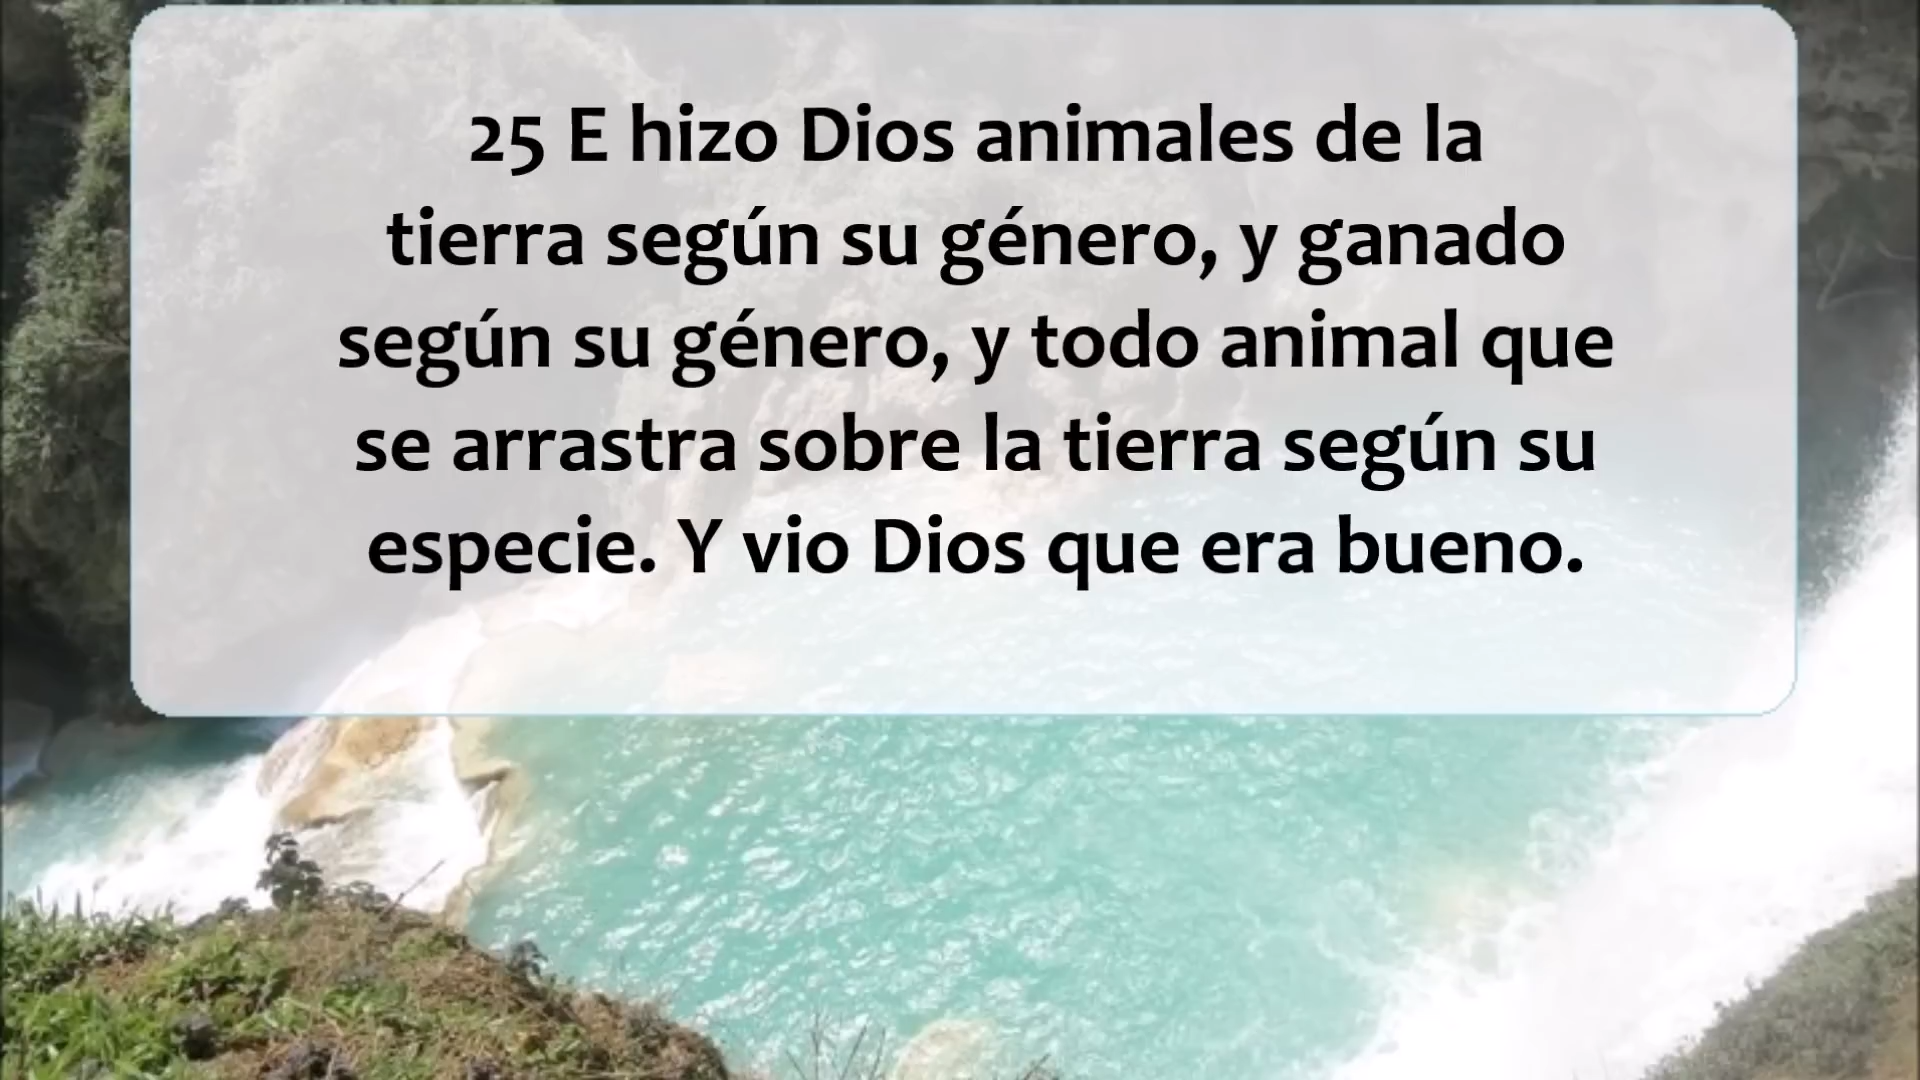 25 E hizo Dios animales de la
tierra según su género, y ganado
según su género, y todo animal que
se arrastra sobre la tierra según su
especie. Y vio Dios que era bueno.